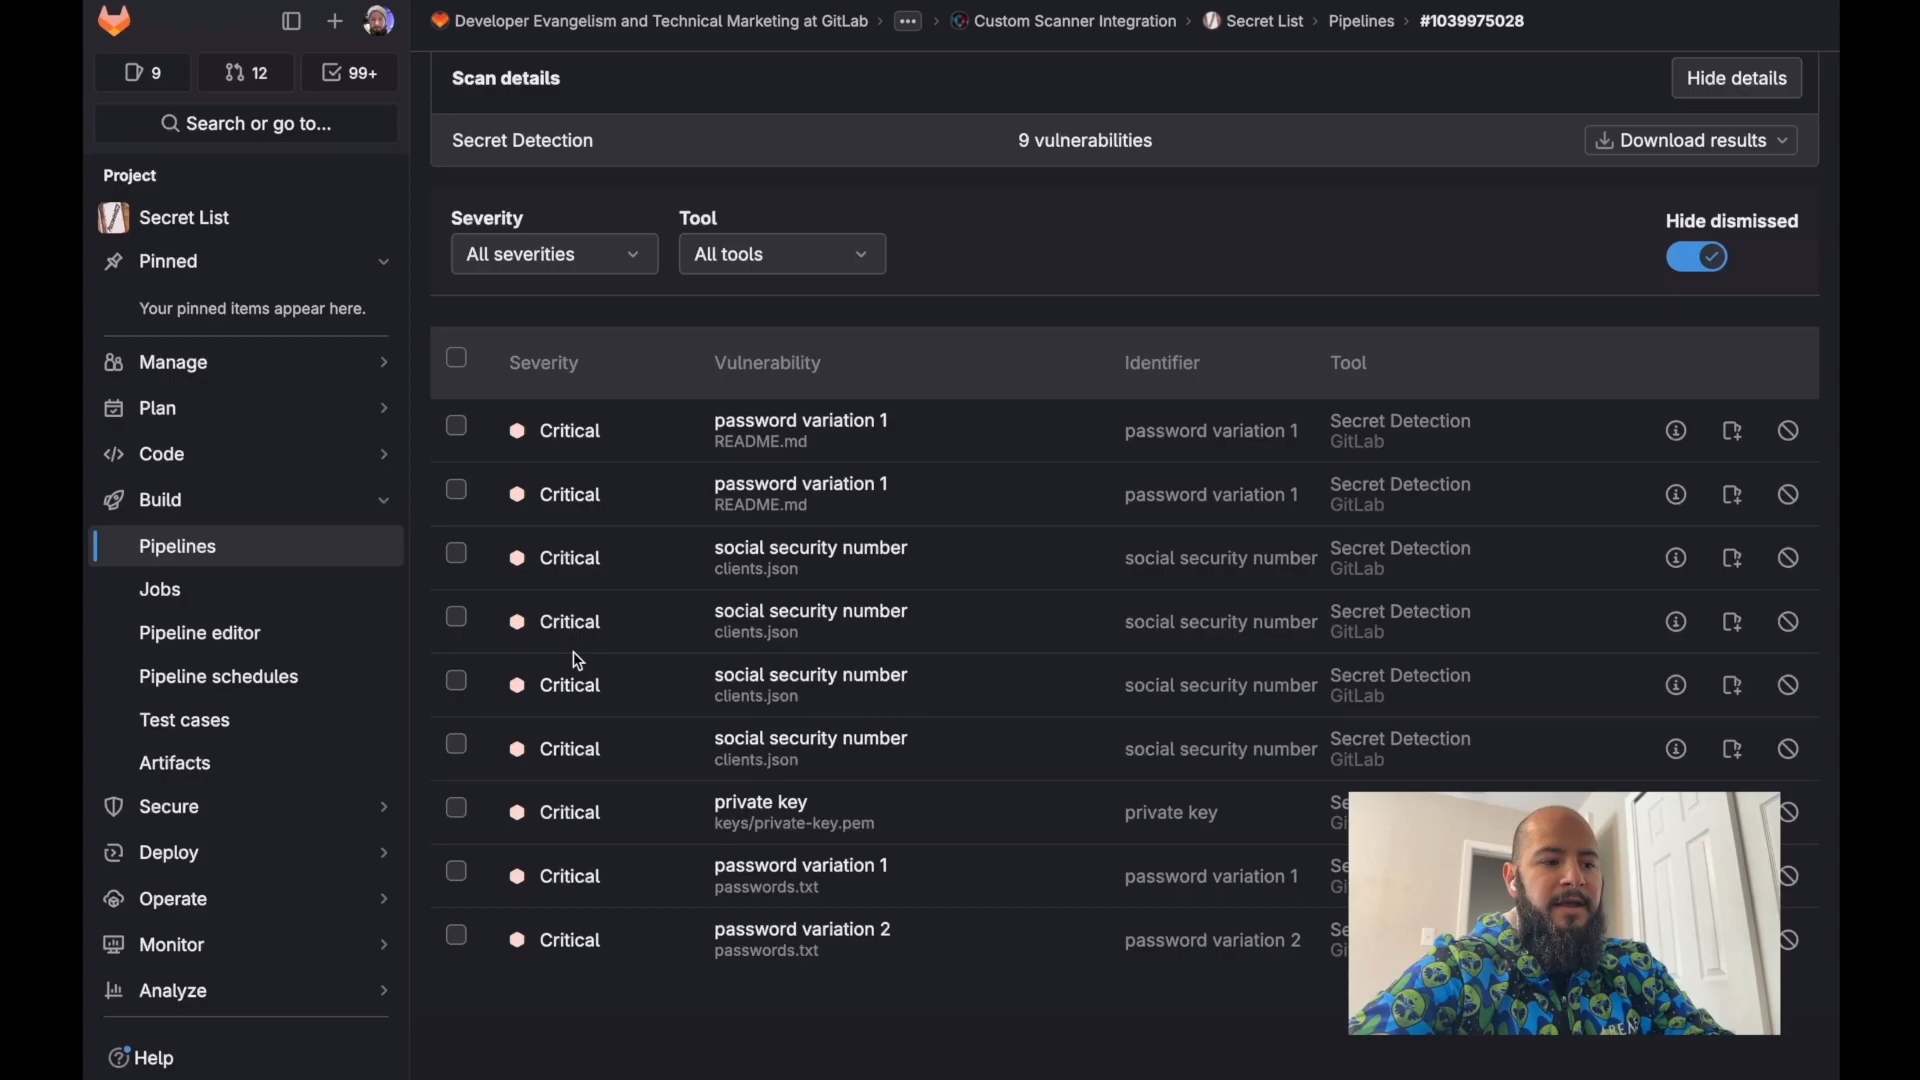 Developer Evangelism and Technical Marketing at GitLab > ... > Custom Scanner Integration > Secret List > Pipelines > #1039975028
9 12 99+
Search or go to...
Project
Secret List
Pinned
Your pinned items appear here.
Manage
Plan
Code
Build
Pipelines
Jobs
Pipeline editor
Pipeline schedules
Test cases
Artifacts
Secure
Deploy
Operate
Monitor
Analyze
Help
Scan details Hide details
Secret Detection 9 vulnerabilities Download results
Severity Tool Hide dismissed
All severities All tools
Severity Vulnerability Identifier Tool
Critical password variation 1 password variation 1 Secret Detection
README.md GitLab
Critical password variation 1 password variation 1 Secret Detection
README.md GitLab
Critical social security number social security number Secret Detection
clients.json GitLab
Critical social security number social security number Secret Detection
clients.json GitLab
Critical social security number social security number Secret Detection
clients.json GitLab
Critical social security number social security number Secret Detection
clients.json GitLab
Critical private key private key Se
keys/private-key.pem Gi
Critical password variation 1 password variation 1 Se
passwords.txt Gi
Critical password variation 2 password variation 2 Se
passwords.txt Gi